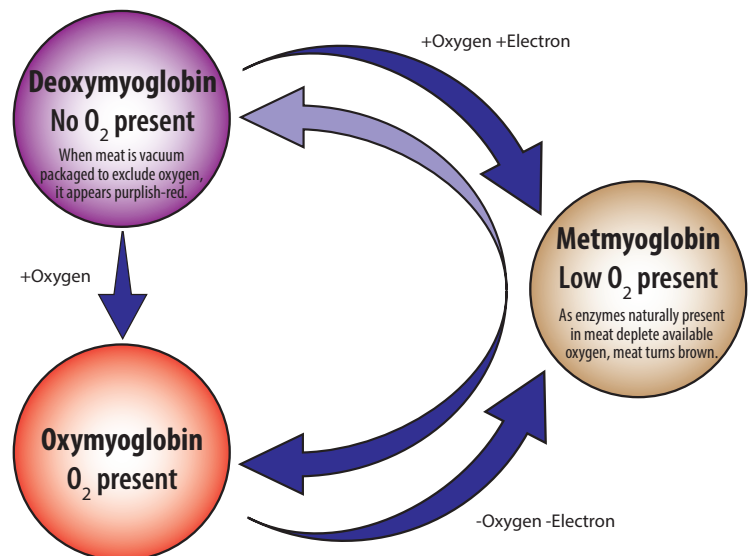 +Oxygen +Electron
Deoxymyoglobin
No O₂ present
When meat is vacuum
packaged to exclude oxygen,
it appears purplish-red.
+Oxygen
Metmyoglobin
Low O₂ present
As enzymes naturally present
in meat deplete available
oxygen, meat turns brown.
Oxymyoglobin
O₂ present
-Oxygen -Electron